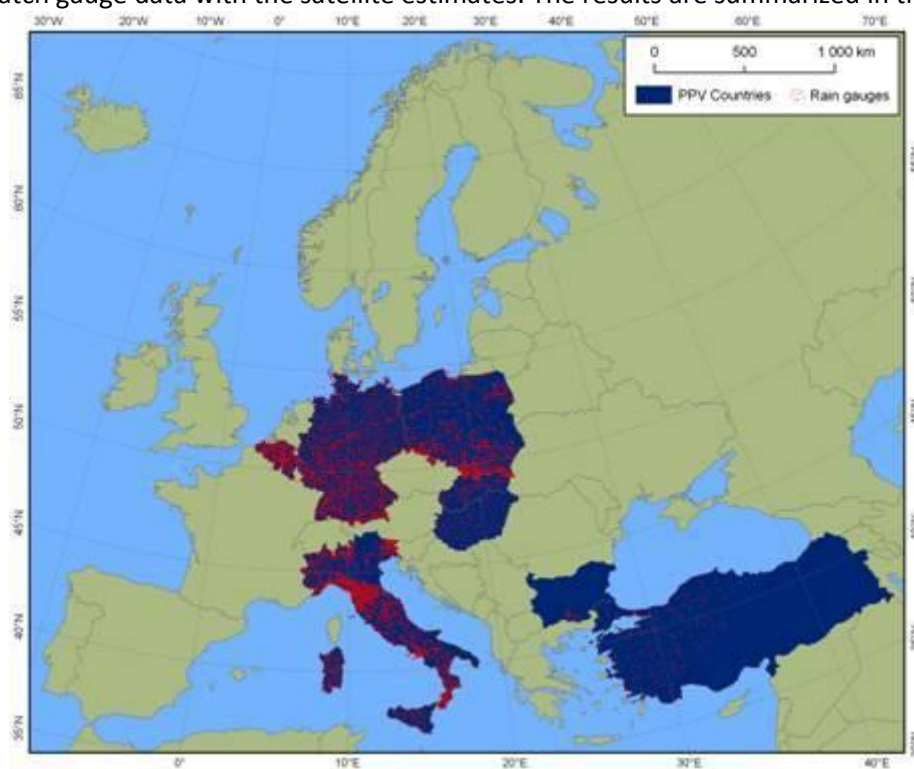 atch gauge data with the satellite estimates. The results are summarized in th
30°W 20°W 10°W 0° 10°E 20°E 30°E 40°E 50°E 60°E 70°E
0 500 1 000 km
PPV Countries Rain gauges
65°N
60°N
55°N
50°N
45°N
40°N
35°N
0° 10°E 20°E 30°E 40°E